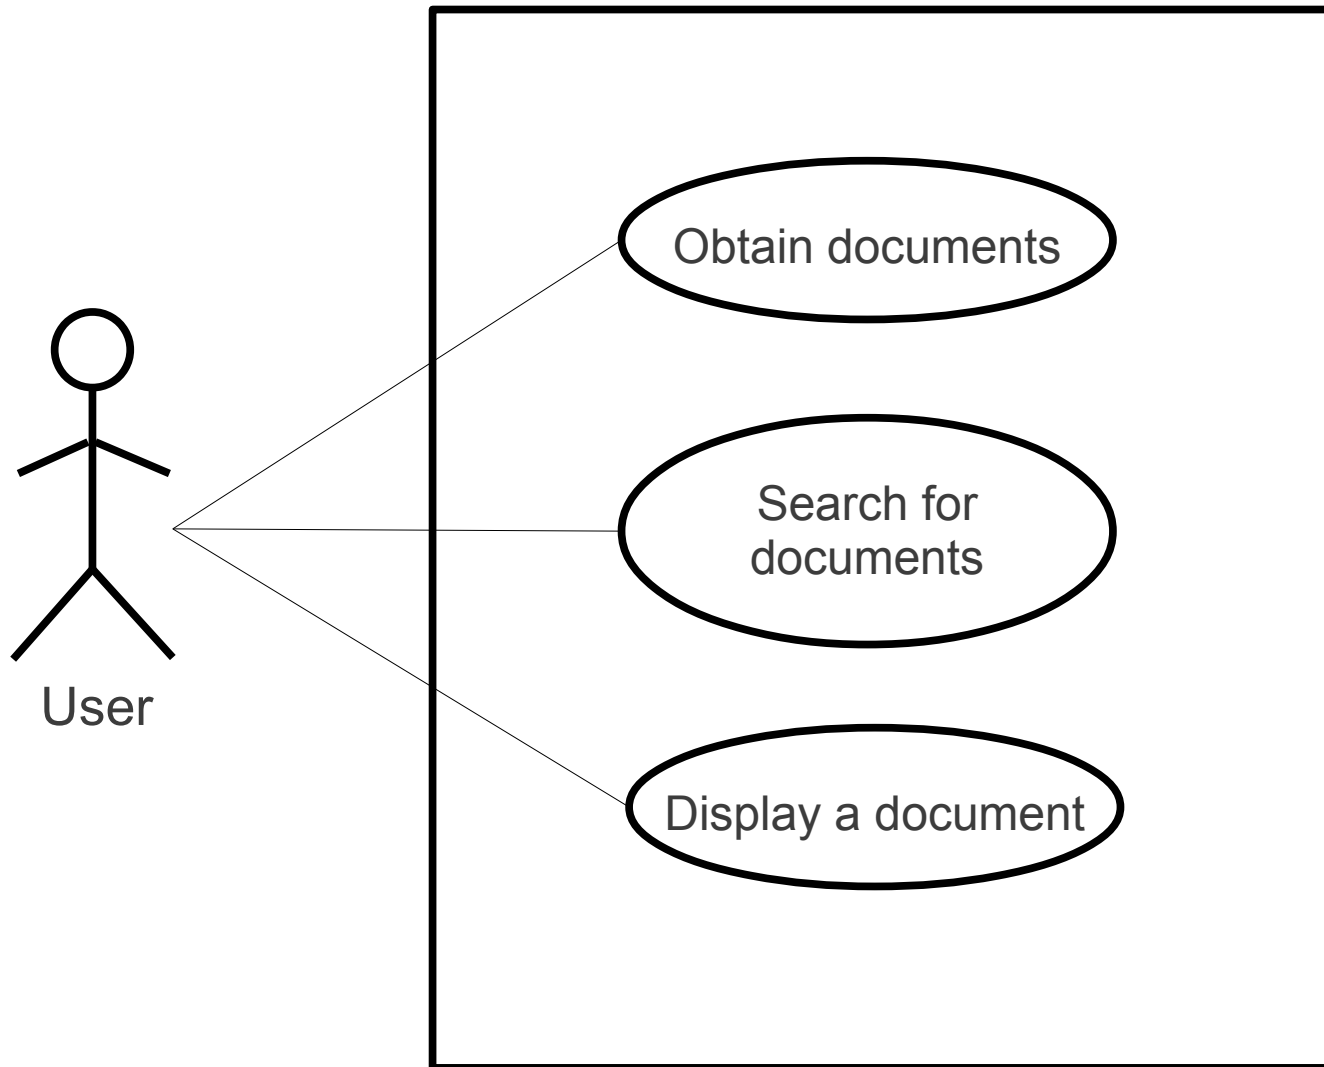 Obtain documents
Search for
documents
User
Display a document